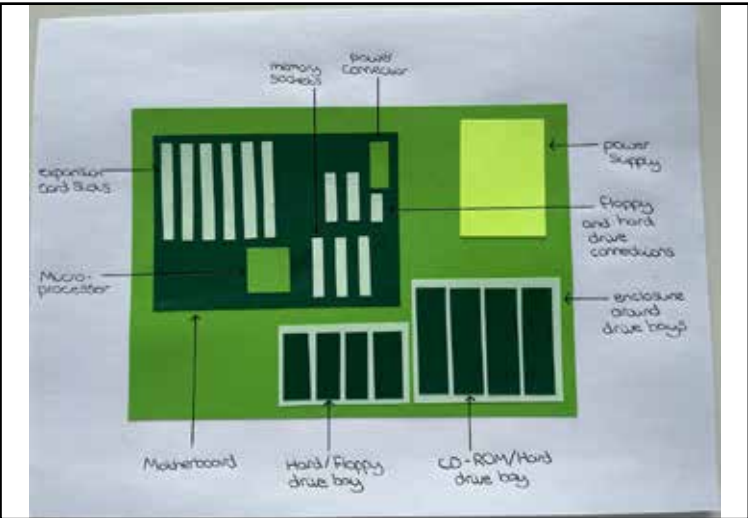 memory
sockets
power
connector
expansion
card slots
power
supply
floppy
and hard
drive
connections
Micro-
processor
enclosure
around
drive bays
Motherboard
Hard/Floppy
drive bay
CD-ROM/Hard
drive bay